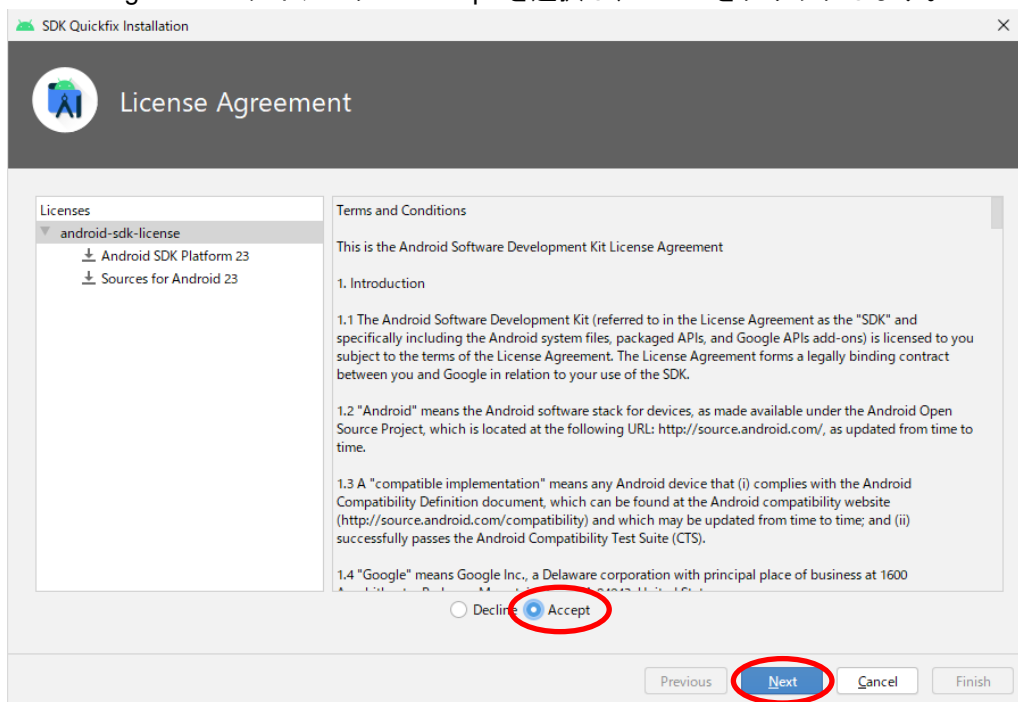 SDK Quickfix Installation
License Agreement
Licenses
android-sdk-license
Android SDK Platform 23
Sources for Android 23
Terms and Conditions
This is the Android Software Development Kit License Agreement
1. Introduction
1.1 The Android Software Development Kit (referred to in the License Agreement as the "SDK" and
specifically including the Android system files, packaged APIs, and Google APIs add-ons) is licensed to you
subject to the terms of the License Agreement. The License Agreement forms a legally binding contract
between you and Google in relation to your use of the SDK.
1.2 "Android" means the Android software stack for devices, as made available under the Android Open
Source Project, which is located at the following URL: http://source.android.com/, as updated from time to
time.
1.3 A "compatible implementation" means any Android device that (i) complies with the Android
Compatibility Definition document, which can be found at the Android compatibility website
(http://source.android.com/compatibility) and which may be updated from time to time; and (ii)
successfully passes the Android Compatibility Test Suite (CTS).
1.4 "Google" means Google Inc., a Delaware corporation with principal place of business at 1600
Decline Accept
Previous Next Cancel Finish